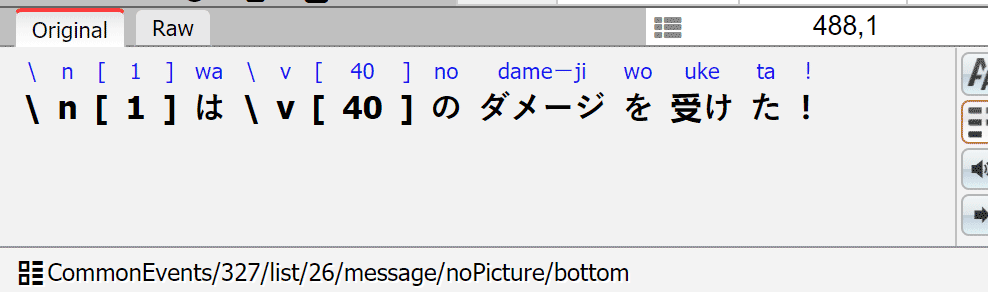 Original Raw 488,1
\ n [ 1 ] wa \ v [ 40 ] no dameーji wo uke ta !
\ n [ 1 ] は \ v [ 40 ] の ダメージ を 受け た !
CommonEvents/327/list/26/message/noPicture/bottom